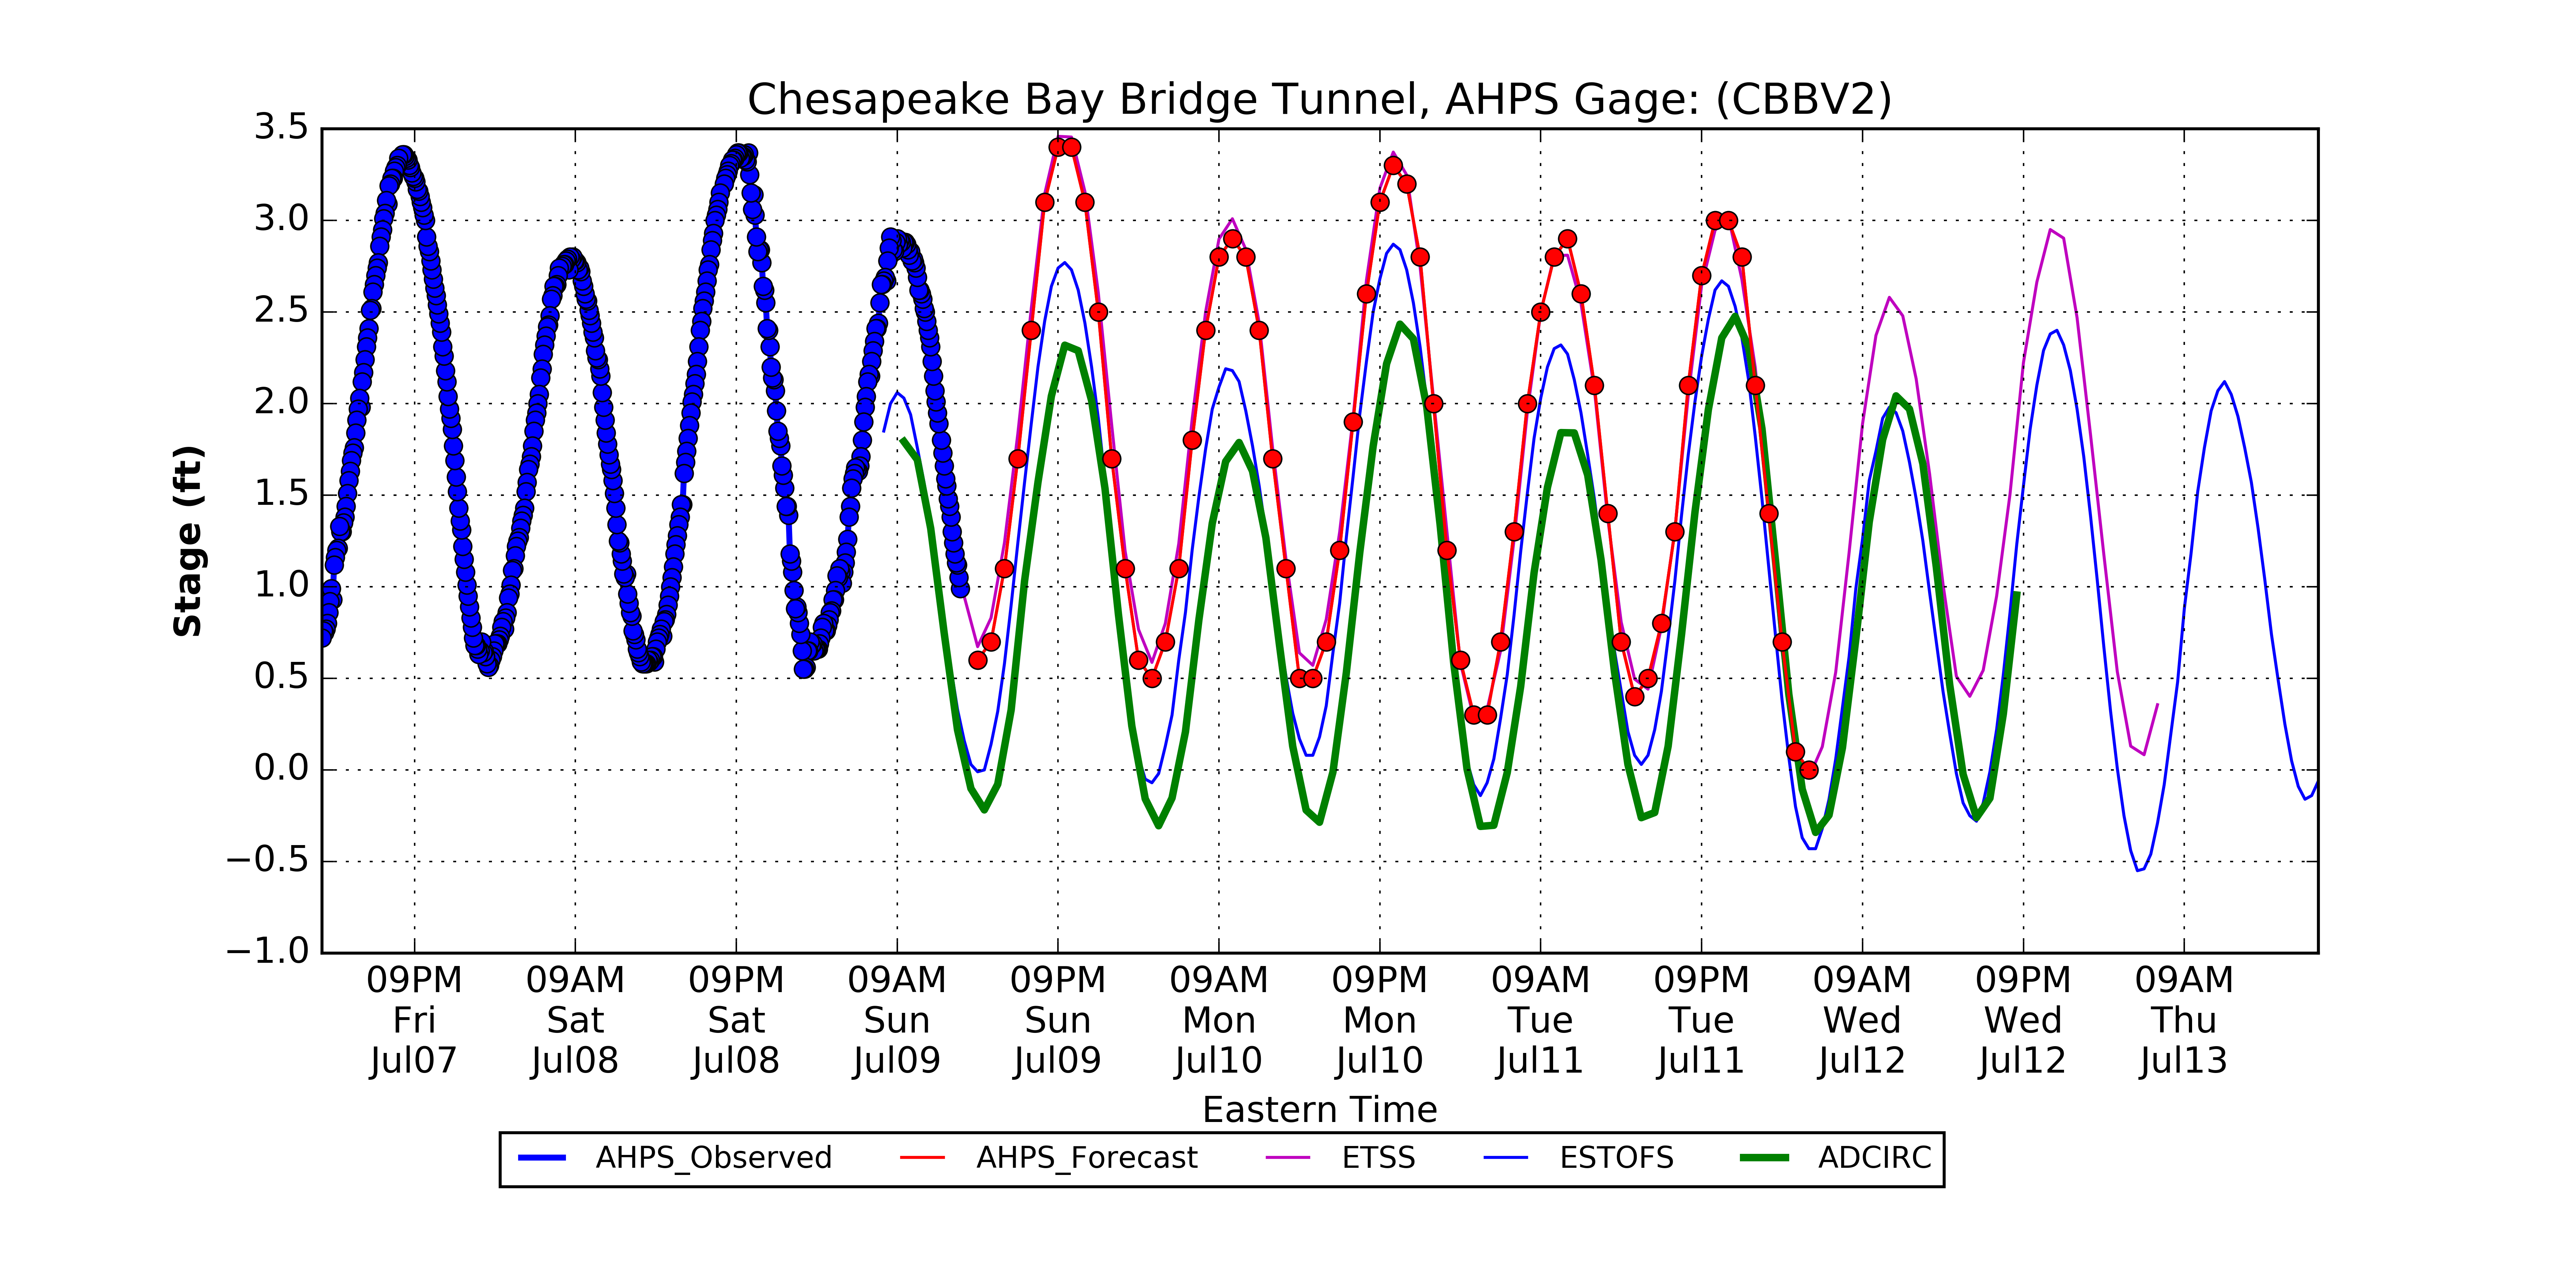 Chesapeake Bay Bridge Tunnel, AHPS Gage: (CBBV2)
3.5
3.0
2.5
2.0
1.5
1.0
0.5
0.0
−0.5
−1.0
Stage (ft)
09PM 09AM 09PM 09AM 09PM 09AM 09PM 09AM 09PM 09AM 09PM 09AM
Fri Sat Sat Sun Sun Mon Mon Tue Tue Wed Wed Thu
Jul07 Jul08 Jul08 Jul09 Jul09 Jul10 Jul10 Jul11 Jul11 Jul12 Jul12 Jul13
Eastern Time
AHPS_Observed AHPS_Forecast ETSS ESTOFS ADCIRC